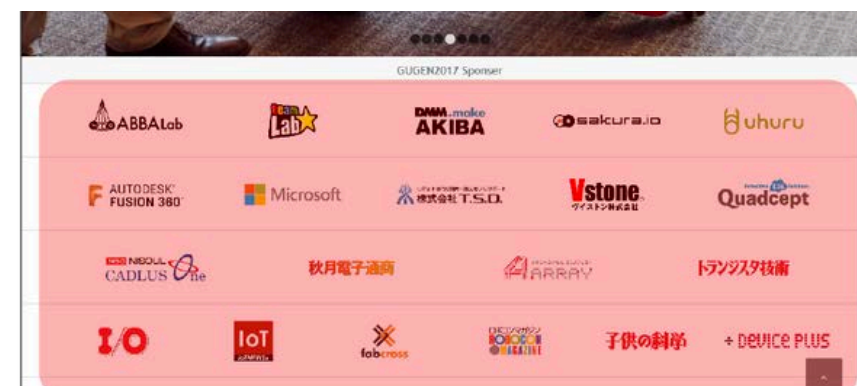 GUGEN2017 Sponser
ABBALab
team Lab
DMM.make AKIBA
sakura.io
uhuru
AUTODESK FUSION 360
Microsoft
株式会社 T.S.D.
Vstone
ヴイストン株式会社
Quadcept
CADLUS One
秋月電子通商
ARRAY
トランジスタ技術
I/O
IoT
fabcross
ROBOCON MAGAZINE
子供の科学
+ DEVICE PLUS